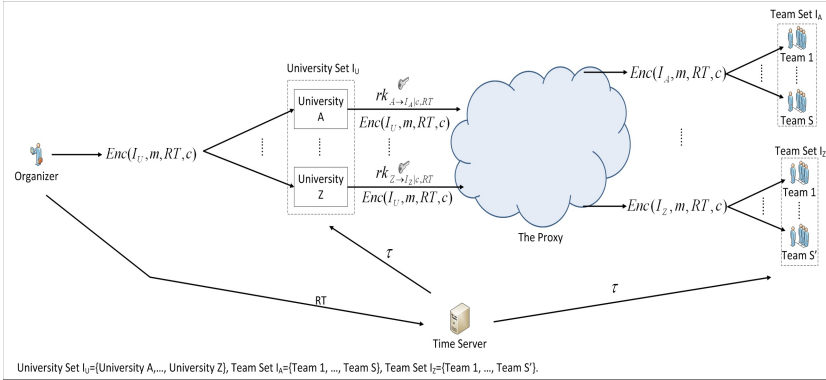 Team Set I_A
Team 1
Team S
Enc(I_A,m,RT,c)
University Set I_U
University
A
rk_{A→I_A|c,RT}
Enc(I_U,m,RT,c)
Organizer
Enc(I_U,m,RT,c)
University
Z
rk_{Z→I_Z|c,RT}
Enc(I_U,m,RT,c)
The Proxy
Team Set I_Z
Team 1
Enc(I_Z,m,RT,c)
Team S'
τ
τ
RT
Time Server
University Set I_U={University A,..., University Z}, Team Set I_A={Team 1, ..., Team S}, Team Set I_Z={Team 1, ..., Team S'}.